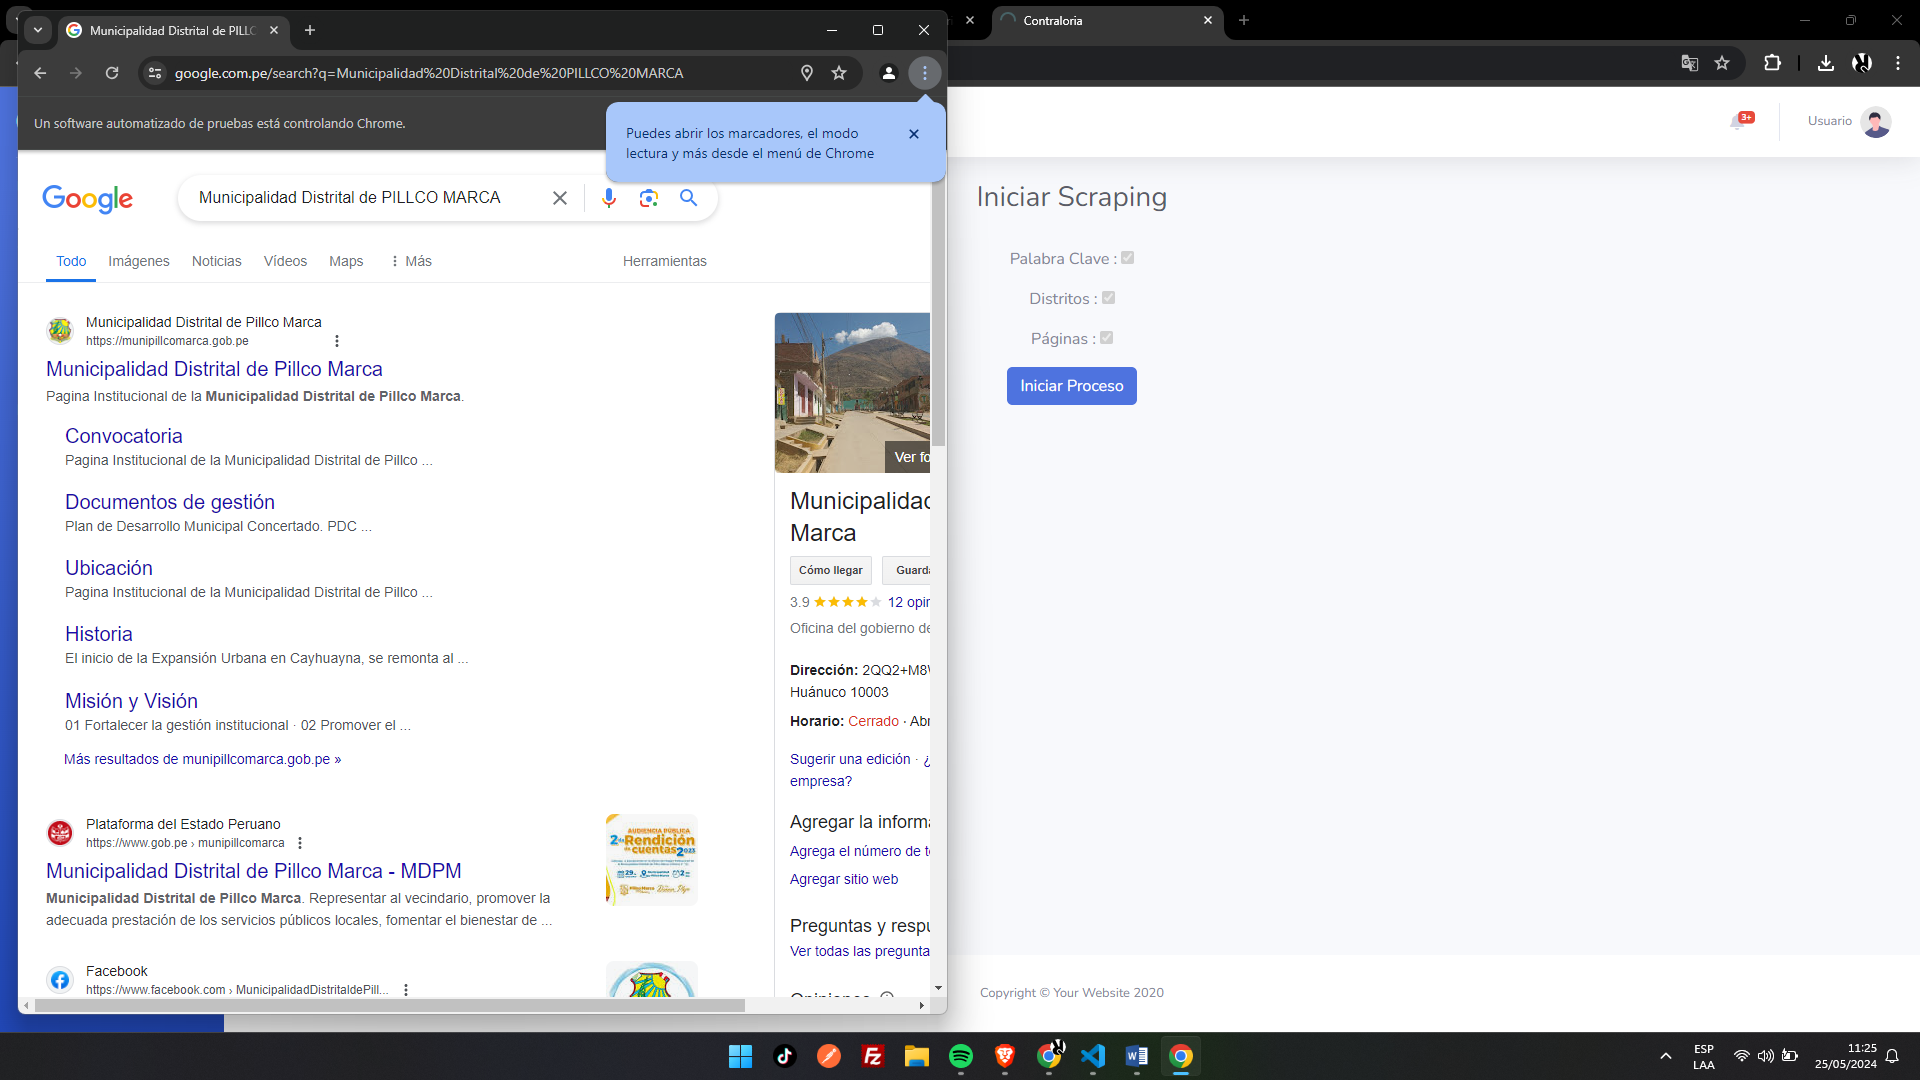 Municipalidad Distrital de PILLC
google.com.pe/search?q=Municipalidad%20Distrital%20de%20PILLCO%20MARCA
Un software automatizado de pruebas está controlando Chrome.
Puedes abrir los marcadores, el modo
lectura y más desde el menú de Chrome
Google
Municipalidad Distrital de PILLCO MARCA
Todo
Imágenes
Noticias
Vídeos
Maps
Más
Herramientas
Municipalidad Distrital de Pillco Marca
https://munipillcomarca.gob.pe
Municipalidad Distrital de Pillco Marca
Pagina Institucional de la Municipalidad Distrital de Pillco Marca.
Convocatoria
Pagina Institucional de la Municipalidad Distrital de Pillco ...
Documentos de gestión
Plan de Desarrollo Municipal Concertado. PDC ...
Ubicación
Pagina Institucional de la Municipalidad Distrital de Pillco ...
Historia
El inicio de la Expansión Urbana en Cayhuayna, se remonta al ...
Misión y Visión
01 Fortalecer la gestión institucional · 02 Promover el ...
Más resultados de munipillcomarca.gob.pe »
Plataforma del Estado Peruano
https://www.gob.pe › munipillcomarca
Municipalidad Distrital de Pillco Marca - MDPM
Municipalidad Distrital de Pillco Marca. Representar al vecindario, promover la
adecuada prestación de los servicios públicos locales, fomentar el bienestar de ...
AUDIENCIA PÚBLICA
2da Rendición
de cuentas 2023
Facebook
https://www.facebook.com › MunicipalidadDistritaldePill...
Ver fo
Municipalidad
Marca
Cómo llegar
Guarda
3.9
12 opin
Oficina del gobierno de
Dirección: 2QQ2+M8
Huánuco 10003
Horario: Cerrado · Abr
Sugerir una edición · ¿
empresa?
Agregar la informa
Agrega el número de te
Agregar sitio web
Preguntas y respu
Ver todas las pregunta
Opiniones
Contraloria
3+
Usuario
Iniciar Scraping
Palabra Clave :
Distritos :
Páginas :
Iniciar Proceso
Copyright © Your Website 2020
ESP
LAA
11:25
25/05/2024